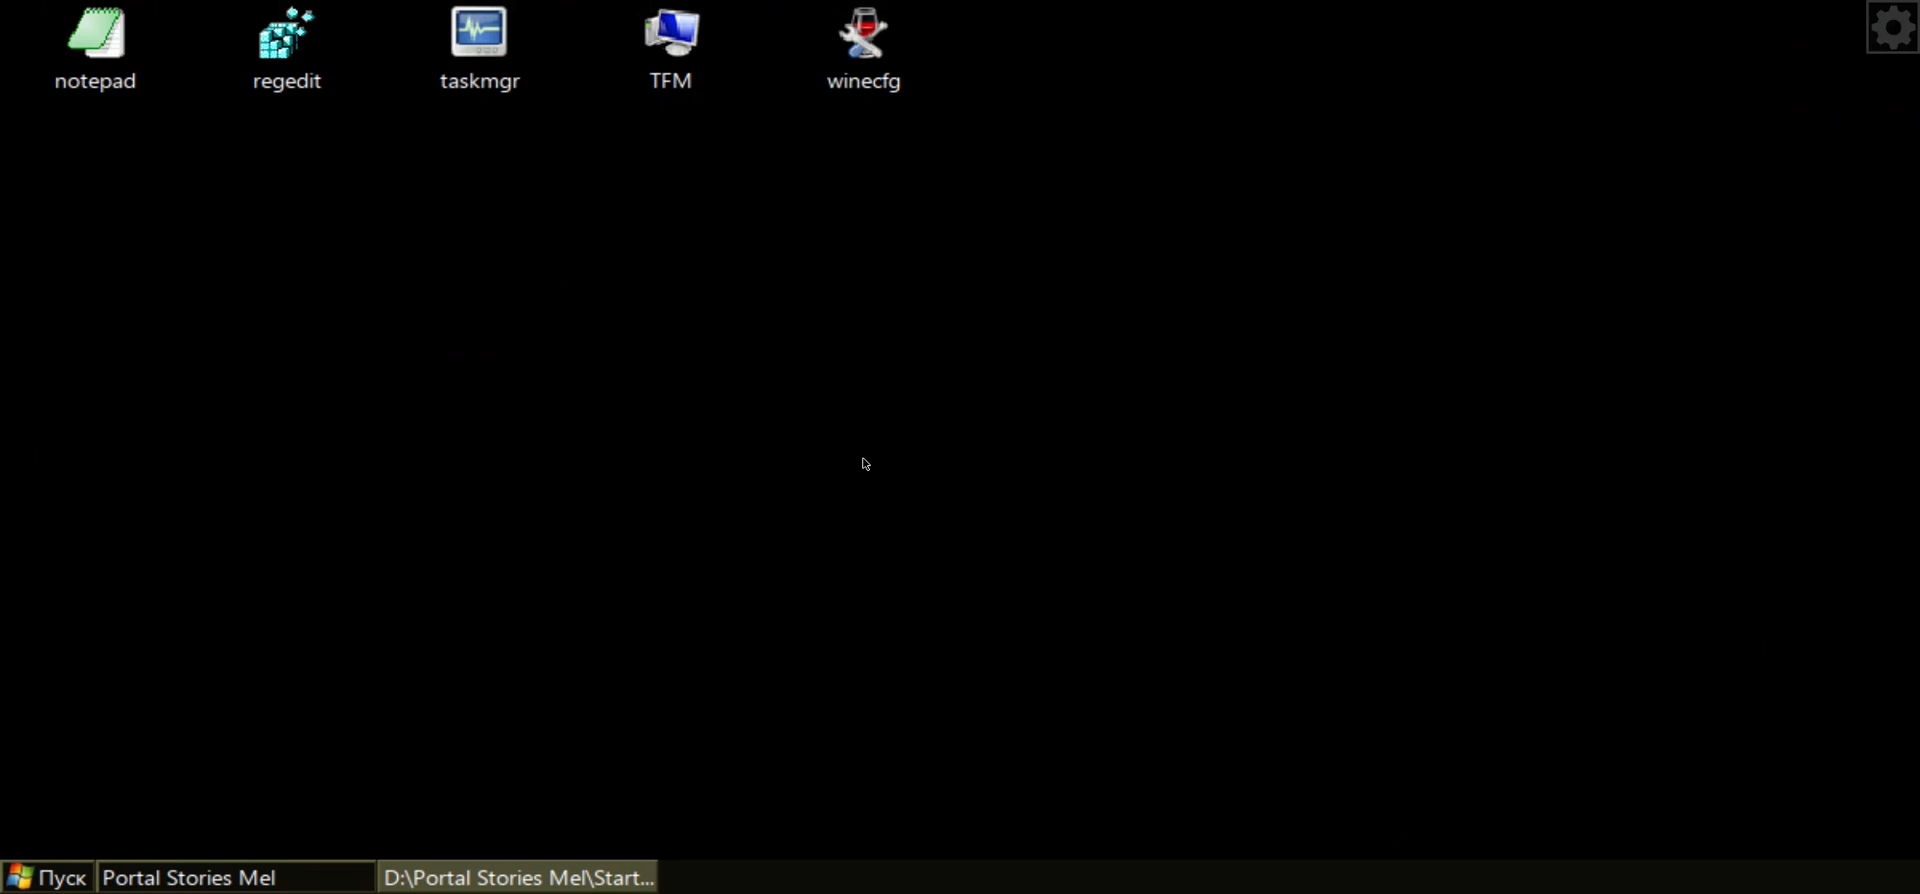 notepad regedit taskmgr TFM winecfg
Пуск Portal Stories Mel D:\Portal Stories Mel\Start...